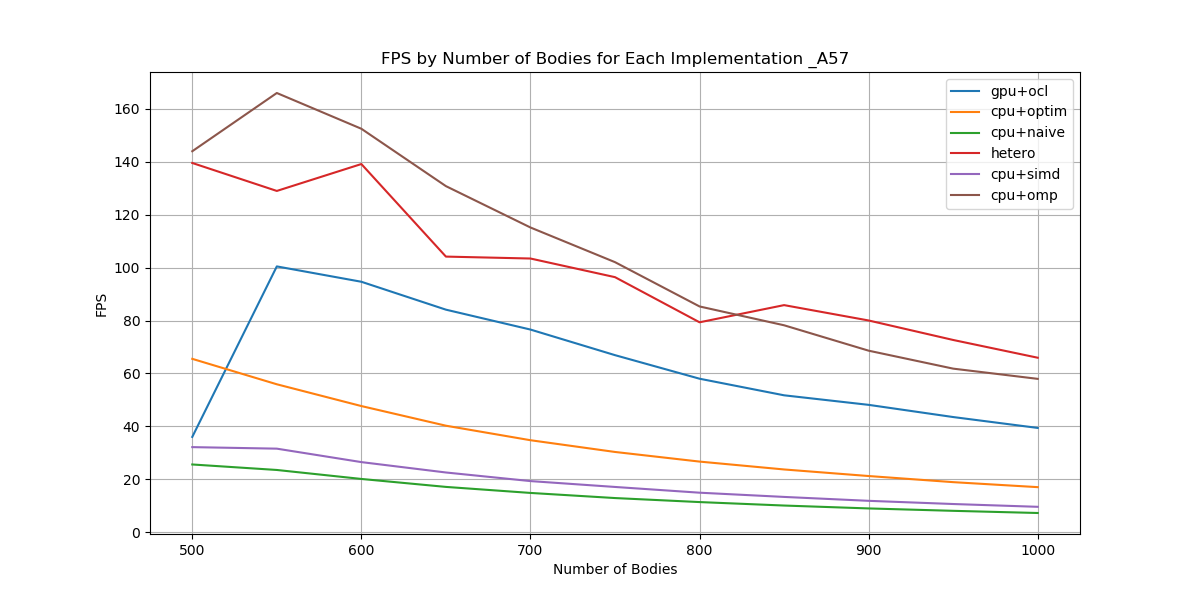 FPS by Number of Bodies for Each Implementation _A57
gpu+ocl
cpu+optim
cpu+naive
hetero
cpu+simd
cpu+omp
FPS
160
140
120
100
80
60
40
20
0
500 600 700 800 900 1000
Number of Bodies